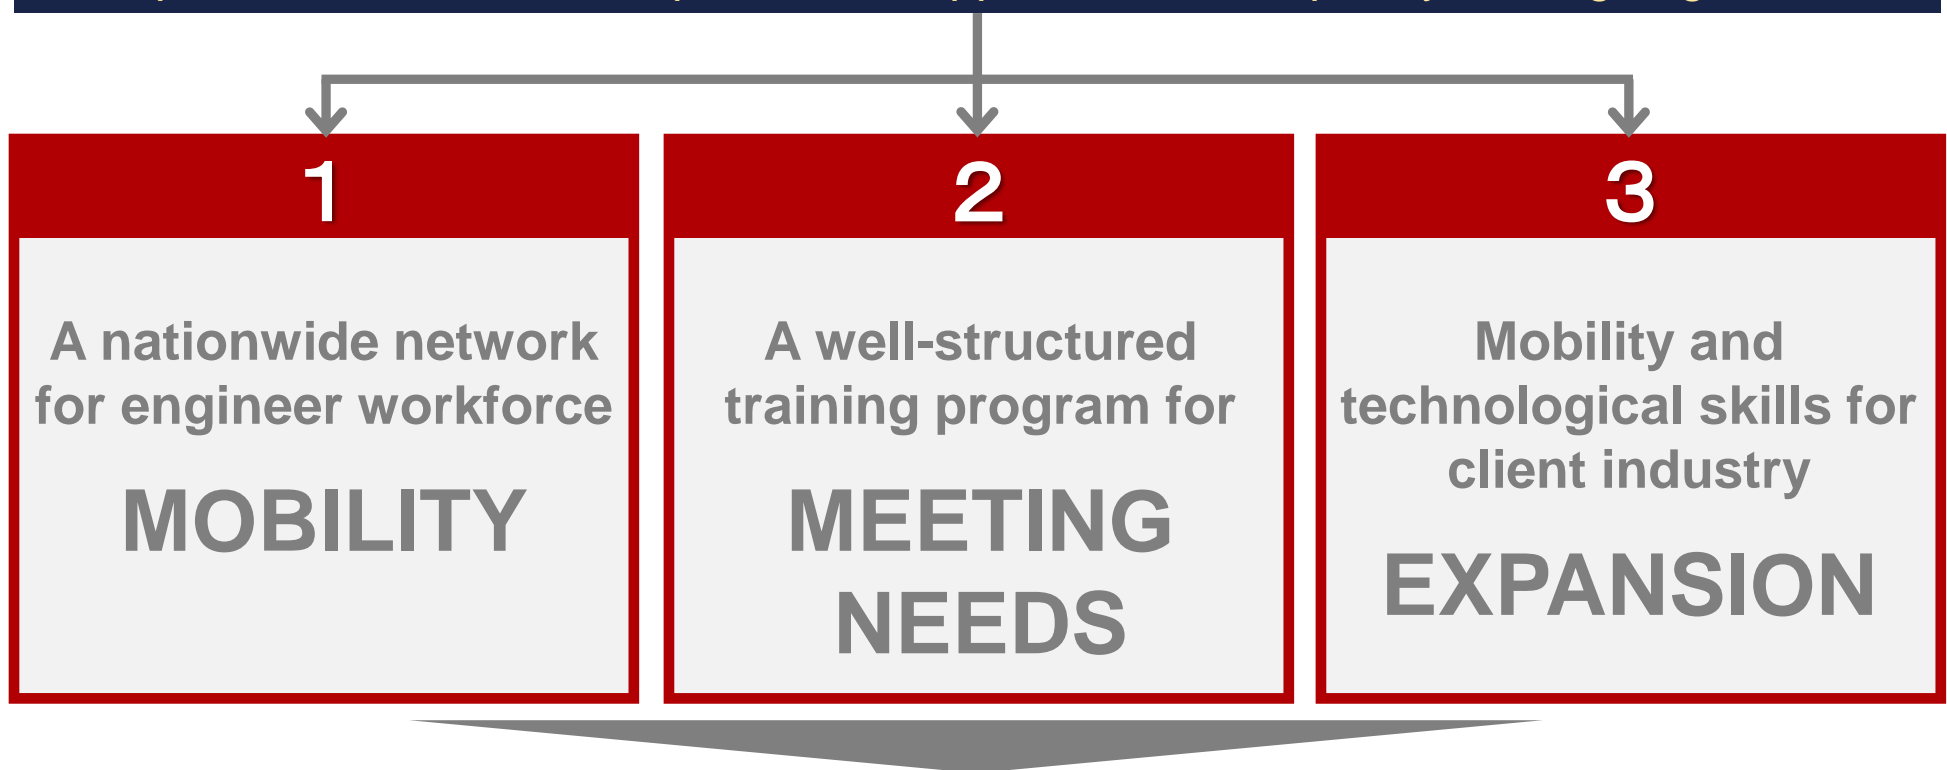 1
A nationwide network
for engineer workforce
MOBILITY
2
A well-structured
training program for
MEETING
NEEDS
3
Mobility and
technological skills for
client industry
EXPANSION